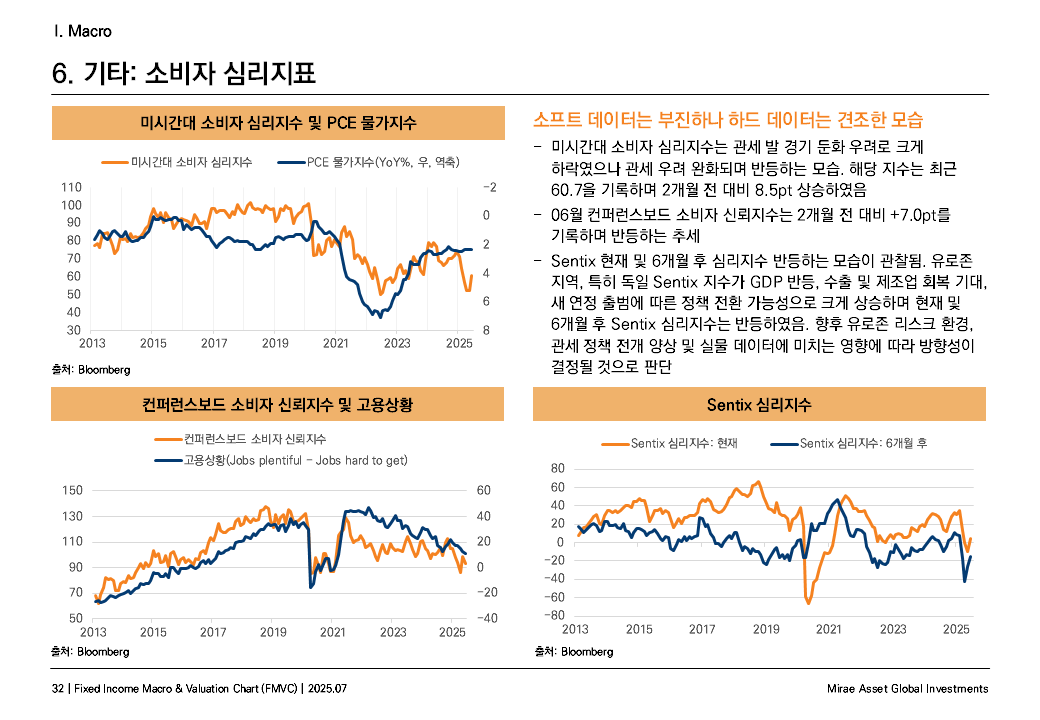 I. Macro
6. 기타: 소비자 심리지표
미시간대 소비자 심리지수 및 PCE 물가지수
미시간대 소비자 심리지수
PCE 물가지수(YoY%, 우, 역축)
110
100
90
80
70
60
50
40
30
-2
0
2
4
6
8
2013
2015
2017
2019
2021
2023
2025
출처: Bloomberg
소프트 데이터는 부진하나 하드 데이터는 견조한 모습
- 미시간대 소비자 심리지수는 관세 발 경기 둔화 우려로 크게
하락였으나 관세 우려 완화되며 반등하는 모습. 해당 지수는 최근
60.7을 기록하며 2개월 전 대비 8.5pt 상승하였음
- 06월 컨퍼런스보드 소비자 신뢰지수는 2개월 전 대비 +7.0pt를
기록하며 반등하는 추세
- Sentix 현재 및 6개월 후 심리지수 반등하는 모습이 관찰됨. 유로존
지역, 특히 독일 Sentix 지수가 GDP 반등, 수출 및 제조업 회복 기대,
새 연정 출범에 따른 정책 전환 가능성으로 크게 상승하며 현재 및
6개월 후 Sentix 심리지수는 반등하였음. 향후 유로존 리스크 환경,
관세 정책 전개 양상 및 실물 데이터에 미치는 영향에 따라 방향성이
결정될 것으로 판단
컨퍼런스보드 소비자 신뢰지수 및 고용상황
컨퍼런스보드 소비자 신뢰지수
고용상황(Jobs plentiful - Jobs hard to get)
150
130
110
90
70
50
60
40
20
0
-20
-40
2013
2015
2017
2019
2021
2023
2025
출처: Bloomberg
Sentix 심리지수
Sentix 심리지수: 현재
Sentix 심리지수: 6개월 후
80
60
40
20
0
-20
-40
-60
-80
2013
2015
2017
2019
2021
2023
2025
출처: Bloomberg
32 | Fixed Income Macro & Valuation Chart (FMVC) | 2025.07
Mirae Asset Global Investments